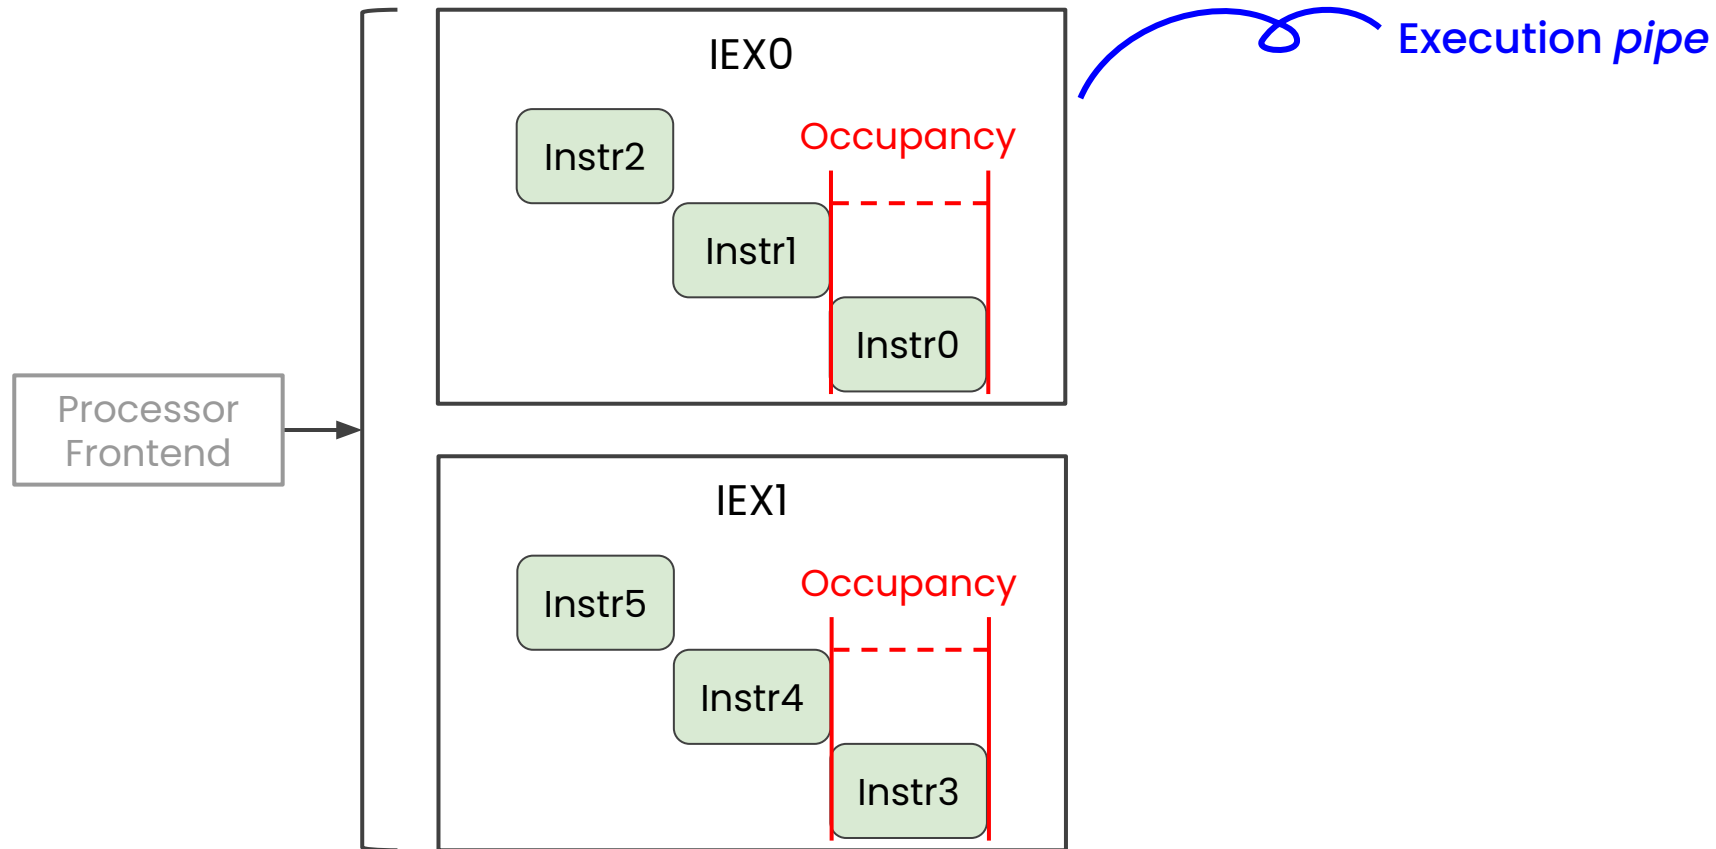 IEX0
Execution pipe
Instr2
Occupancy
Instr1
Instr0
Processor
Frontend
IEX1
Instr5
Occupancy
Instr4
Instr3